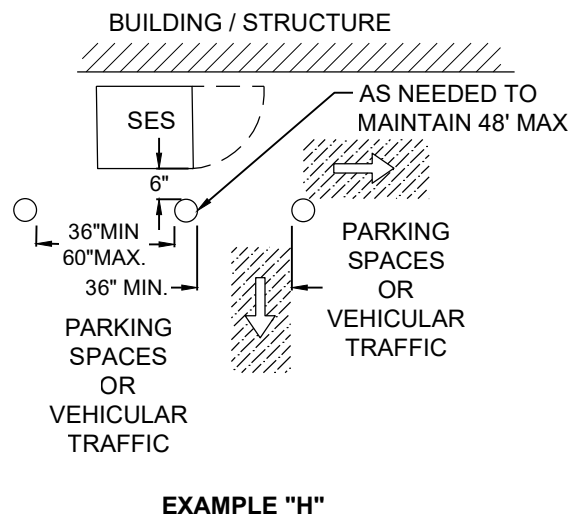 BUILDING / STRUCTURE
AS NEEDED TO
MAINTAIN 48' MAX
SES
6"
36"MIN
60"MAX.
36" MIN.
PARKING
SPACES
OR
VEHICULAR
TRAFFIC
PARKING
SPACES
OR
VEHICULAR
TRAFFIC
EXAMPLE "H"